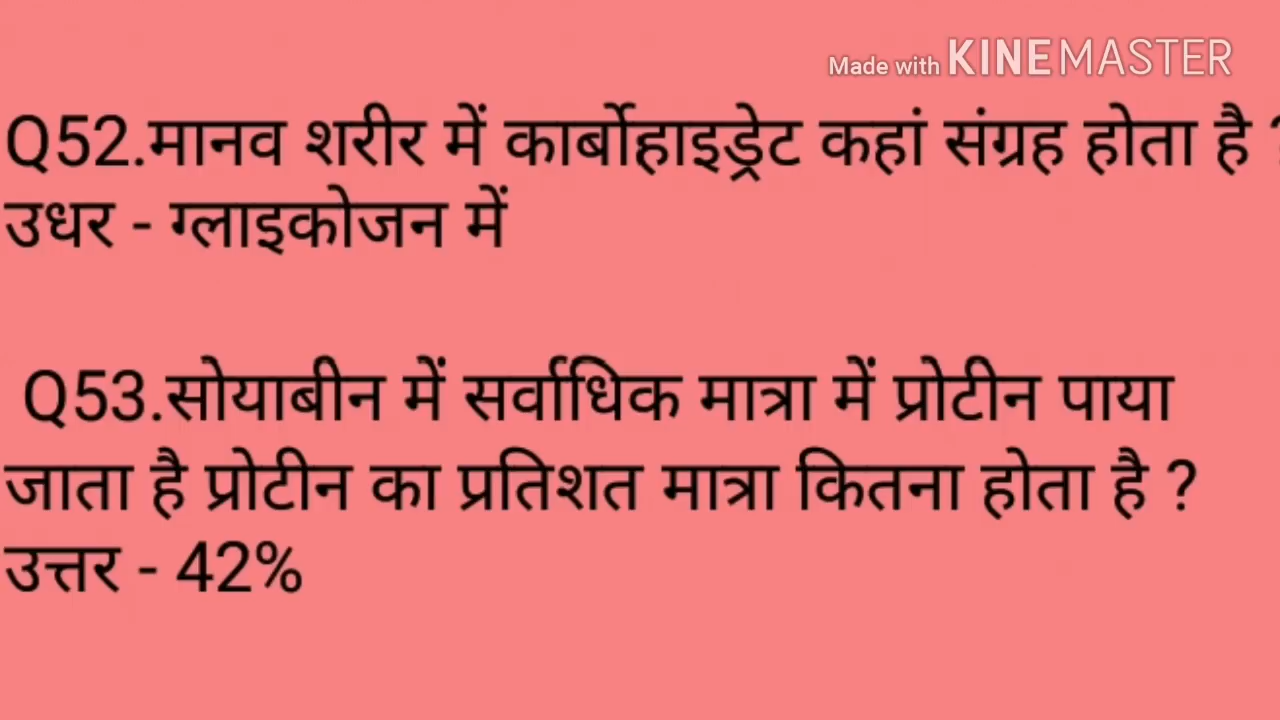 Made with KINEMASTER
Q52.मानव शरीर में कार्बोहाइड्रेट कहां संग्रह होता है ?
उधर - ग्लाइकोजन में
Q53.सोयाबीन में सर्वाधिक मात्रा में प्रोटीन पाया
जाता है प्रोटीन का प्रतिशत मात्रा कितना होता है ?
उत्तर - 42%